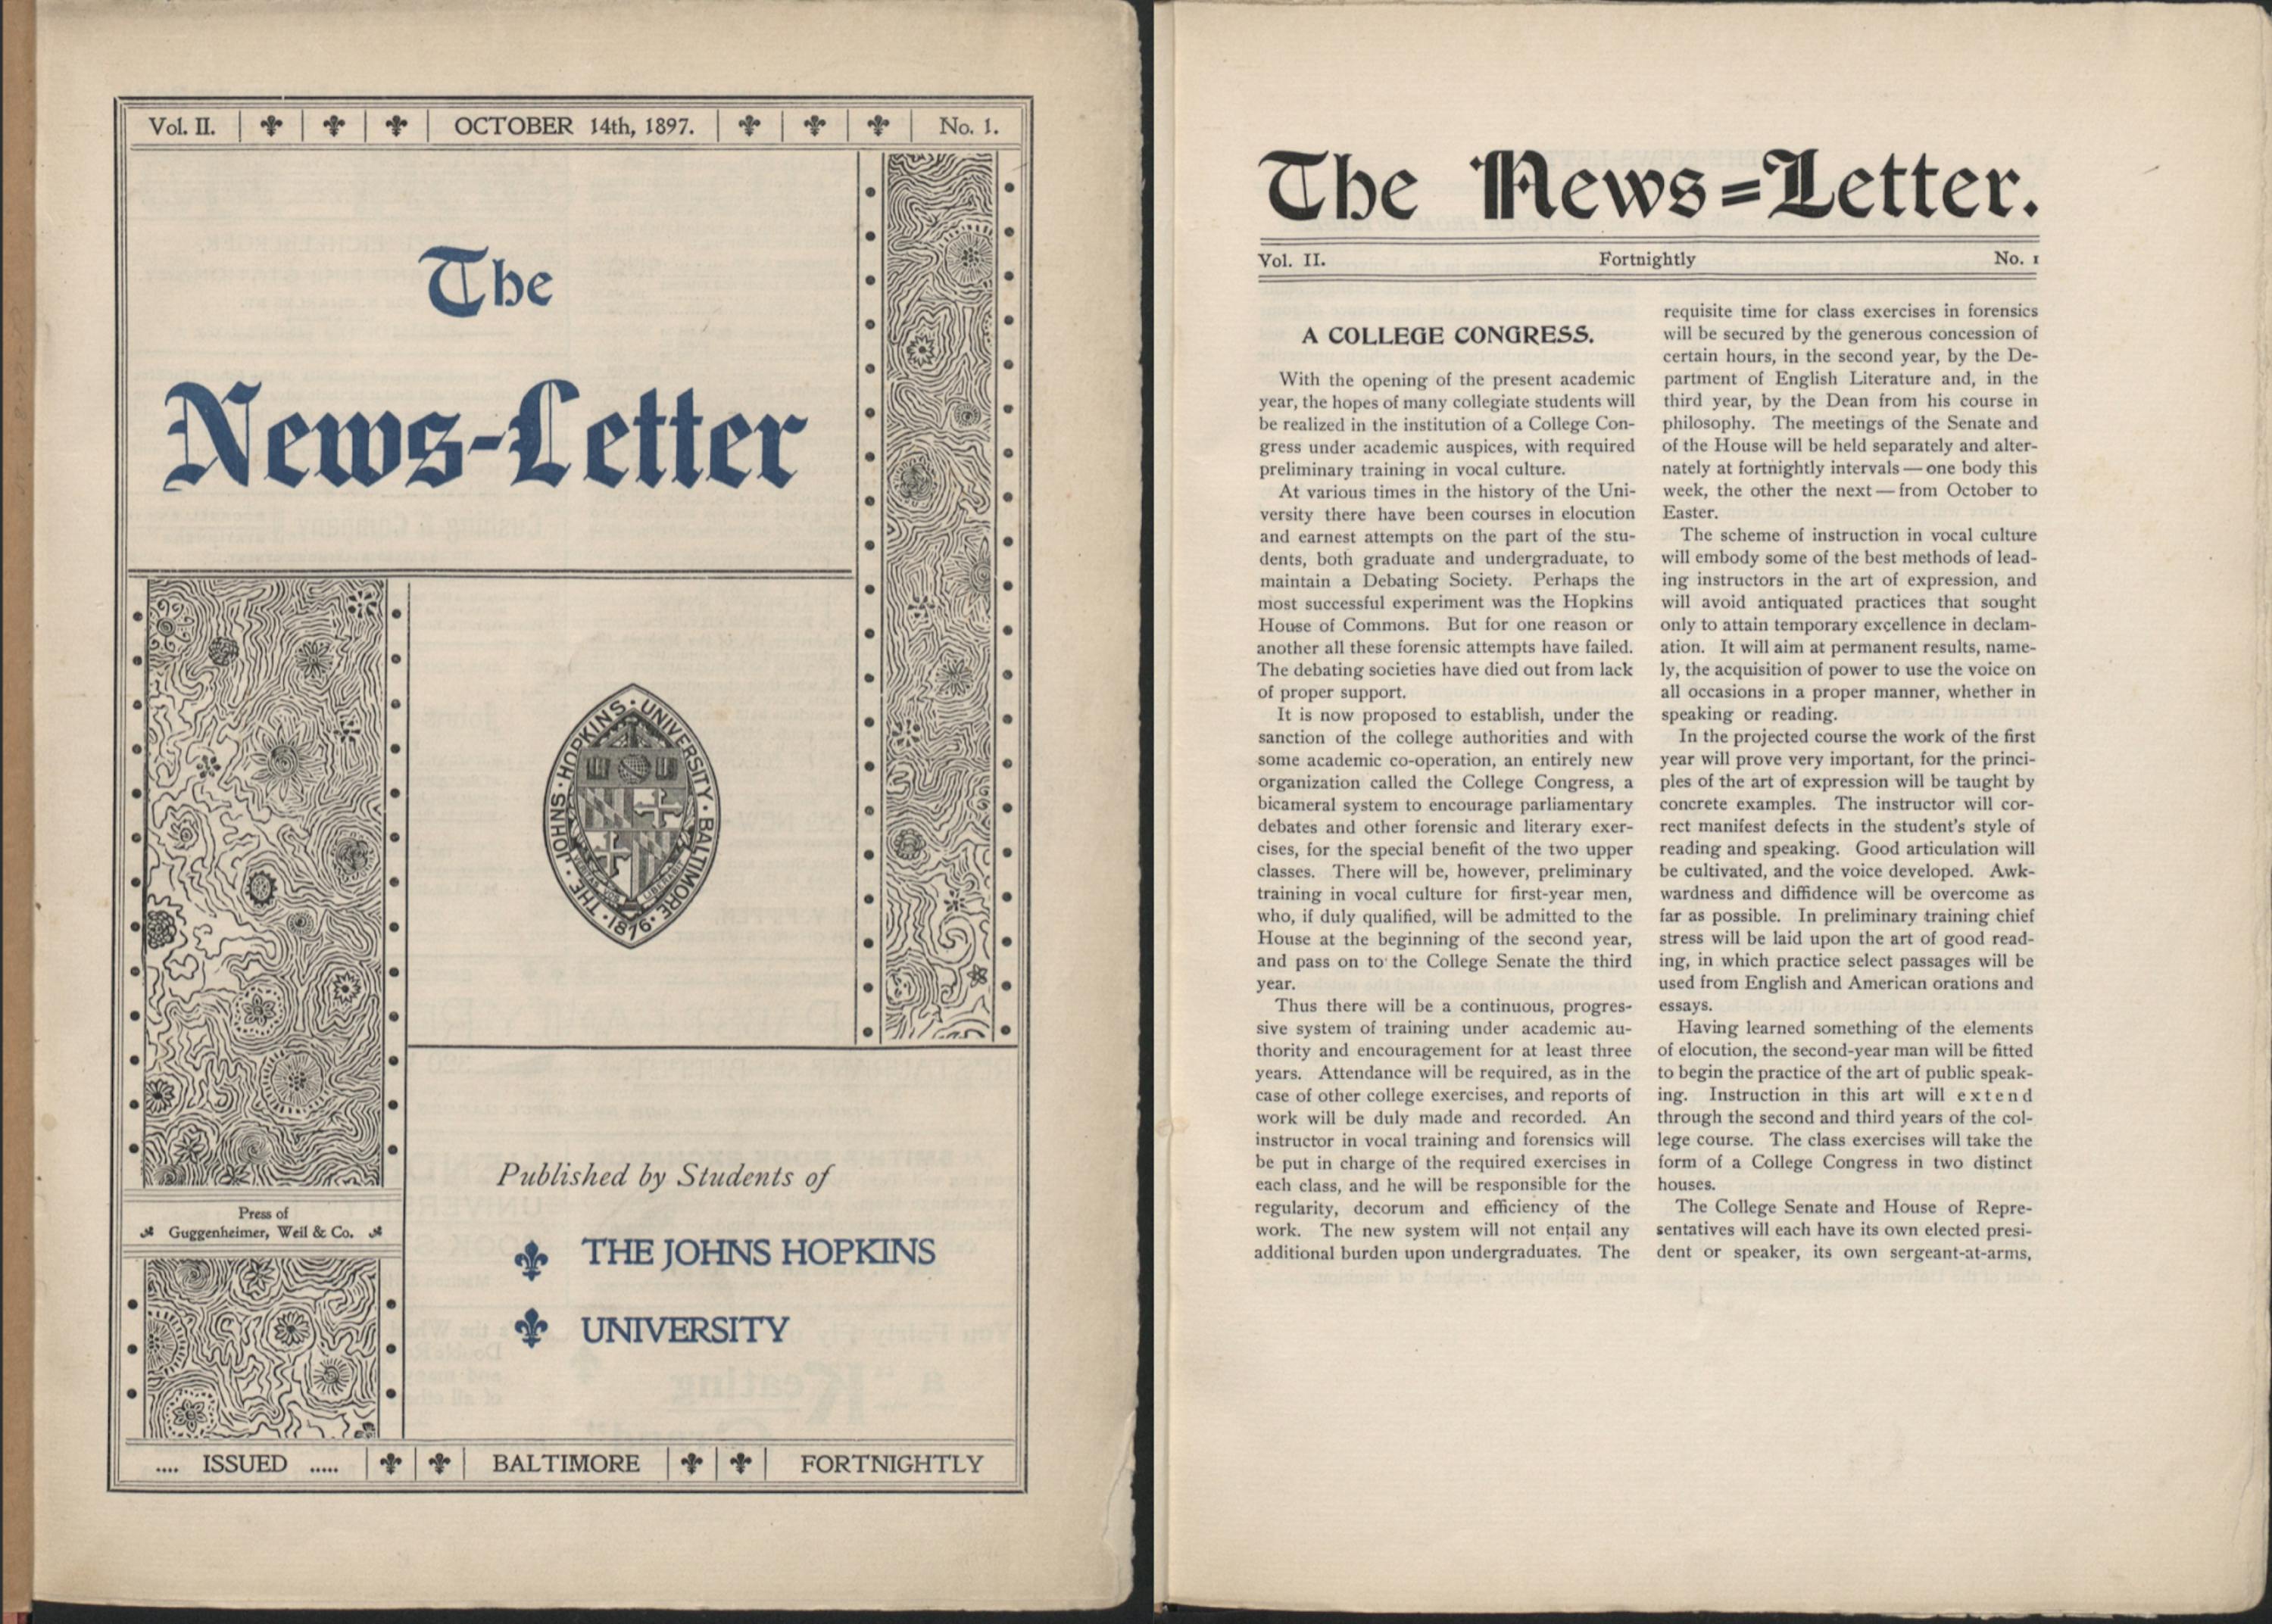 Vol. II. OCTOBER 14th, 1897. No. 1.
The
News-Letter
THE · JOHNS · HOPKINS · UNIVERSITY · BALTIMORE · 1876 ·
Published by Students of
THE JOHNS HOPKINS
UNIVERSITY
Press of
Guggenheimer, Weil & Co.
.... ISSUED ..... BALTIMORE FORTNIGHTLY
The News=Letter.
Vol. II. Fortnightly No. 1
A COLLEGE CONGRESS.
With the opening of the present academic
year, the hopes of many collegiate students will
be realized in the institution of a College Con-
gress under academic auspices, with required
preliminary training in vocal culture.
At various times in the history of the Uni-
versity there have been courses in elocution
and earnest attempts on the part of the stu-
dents, both graduate and undergraduate, to
maintain a Debating Society. Perhaps the
most successful experiment was the Hopkins
House of Commons. But for one reason or
another all these forensic attempts have failed.
The debating societies have died out from lack
of proper support.
It is now proposed to establish, under the
sanction of the college authorities and with
some academic co-operation, an entirely new
organization called the College Congress, a
bicameral system to encourage parliamentary
debates and other forensic and literary exer-
cises, for the special benefit of the two upper
classes. There will be, however, preliminary
training in vocal culture for first-year men,
who, if duly qualified, will be admitted to the
House at the beginning of the second year,
and pass on to the College Senate the third
year.
Thus there will be a continuous, progres-
sive system of training under academic au-
thority and encouragement for at least three
years. Attendance will be required, as in the
case of other college exercises, and reports of
work will be duly made and recorded. An
instructor in vocal training and forensics will
be put in charge of the required exercises in
each class, and he will be responsible for the
regularity, decorum and efficiency of the
work. The new system will not entail any
additional burden upon undergraduates. The
requisite time for class exercises in forensics
will be secured by the generous concession of
certain hours, in the second year, by the De-
partment of English Literature and, in the
third year, by the Dean from his course in
philosophy. The meetings of the Senate and
of the House will be held separately and alter-
nately at fortnightly intervals — one body this
week, the other the next — from October to
Easter.
The scheme of instruction in vocal culture
will embody some of the best methods of lead-
ing instructors in the art of expression, and
will avoid antiquated practices that sought
only to attain temporary excellence in declam-
ation. It will aim at permanent results, name-
ly, the acquisition of power to use the voice on
all occasions in a proper manner, whether in
speaking or reading.
In the projected course the work of the first
year will prove very important, for the princi-
ples of the art of expression will be taught by
concrete examples. The instructor will cor-
rect manifest defects in the student's style of
reading and speaking. Good articulation will
be cultivated, and the voice developed. Awk-
wardness and diffidence will be overcome as
far as possible. In preliminary training chief
stress will be laid upon the art of good read-
ing, in which practice select passages will be
used from English and American orations and
essays.
Having learned something of the elements
of elocution, the second-year man will be fitted
to begin the practice of the art of public speak-
ing. Instruction in this art will extend
through the second and third years of the col-
lege course. The class exercises will take the
form of a College Congress in two distinct
houses.
The College Senate and House of Repre-
sentatives will each have its own elected presi-
dent or speaker, its own sergeant-at-arms,